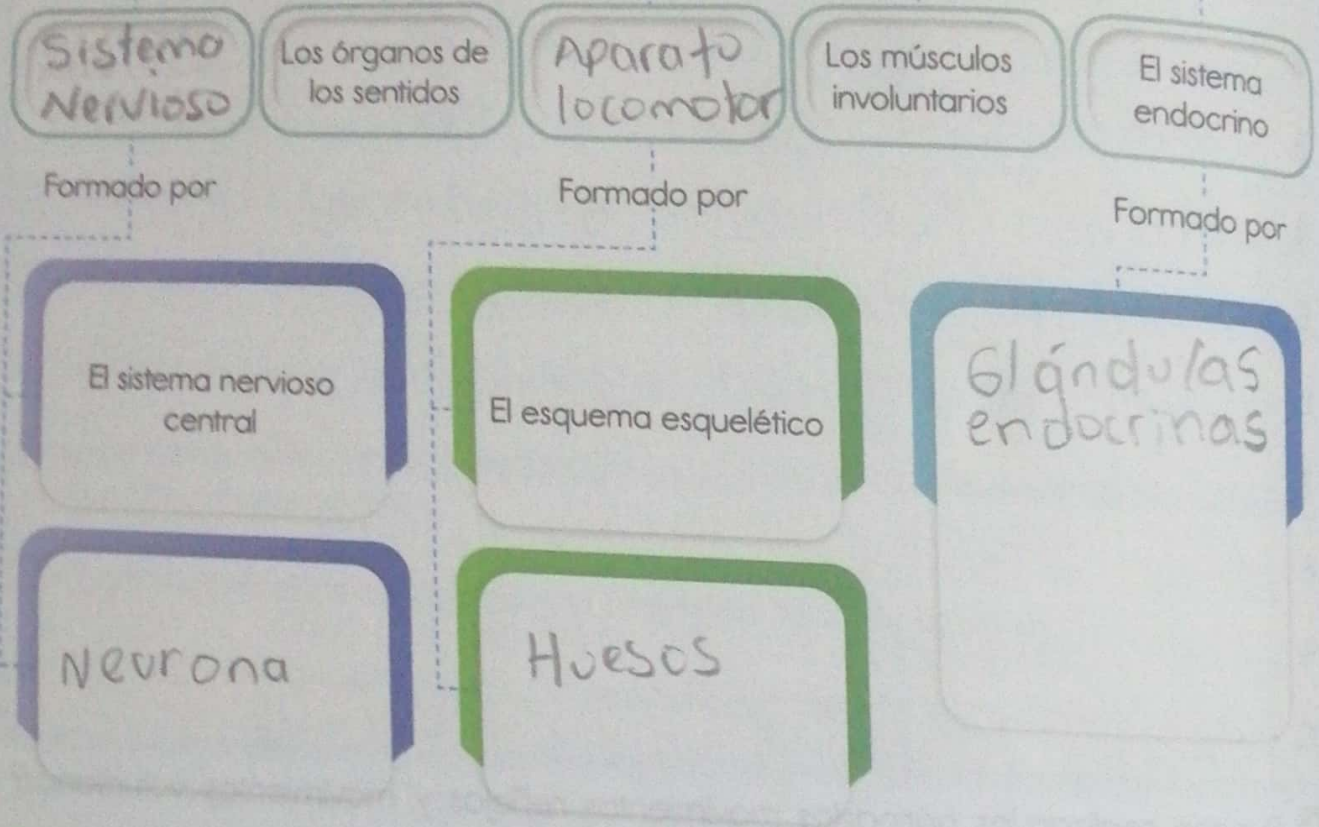 Sistema
Nervioso
Los órganos de
los sentidos
Aparato
locomotor
Los músculos
involuntarios
El sistema
endocrino
Formado por
Formado por
Formado por
El sistema nervioso
central
El esquema esquelético
Glándulas
endocrinas
Neurona
Huesos